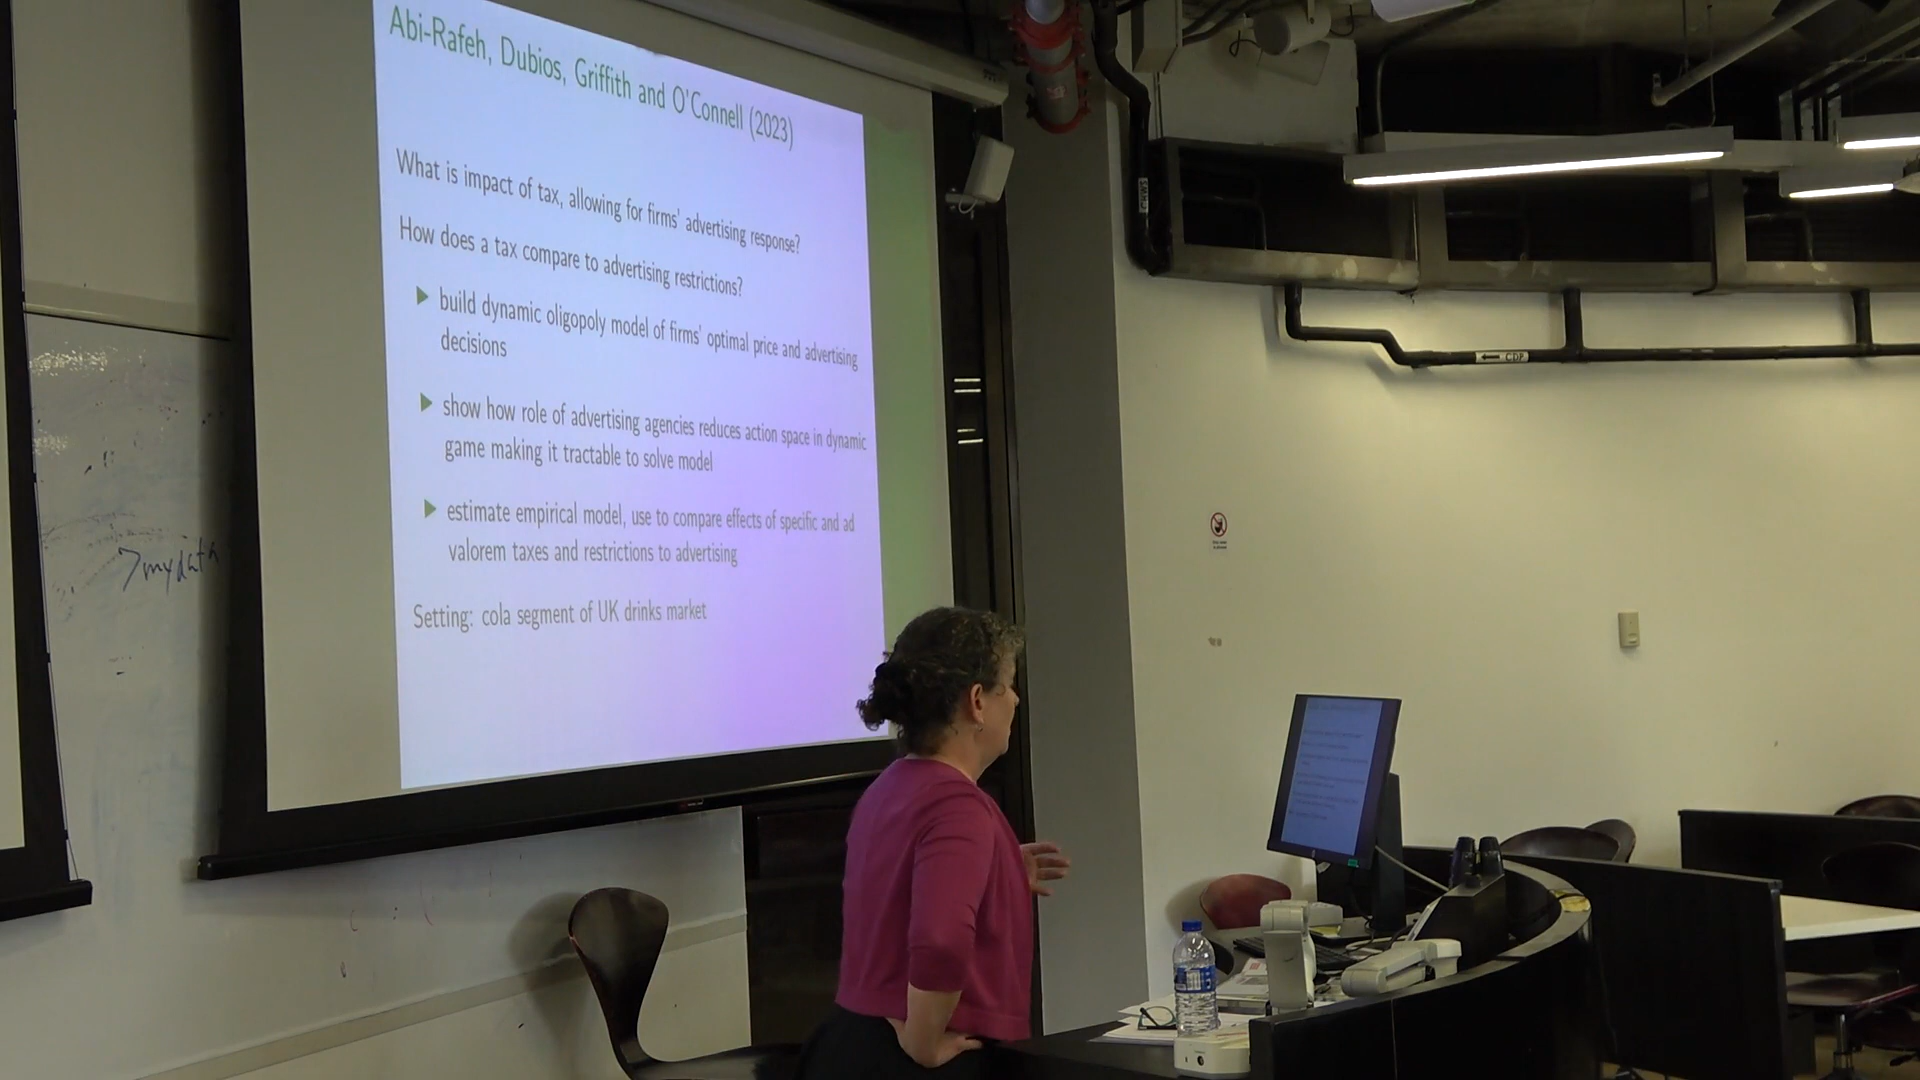 Abi-Rafeh, Dubios, Griffith and O'Connell (2023)
What is impact of tax, allowing for firms' advertising response?
How does a tax compare to advertising restrictions?
build dynamic oligopoly model of firms' optimal price and advertising
decisions
show how role of advertising agencies reduces action space in dynamic
game making it tractable to solve model
estimate empirical model, use to compare effects of specific and ad
valorem taxes and restrictions to advertising
Setting: cola segment of UK drinks market
>mydata
CHWS
CDP